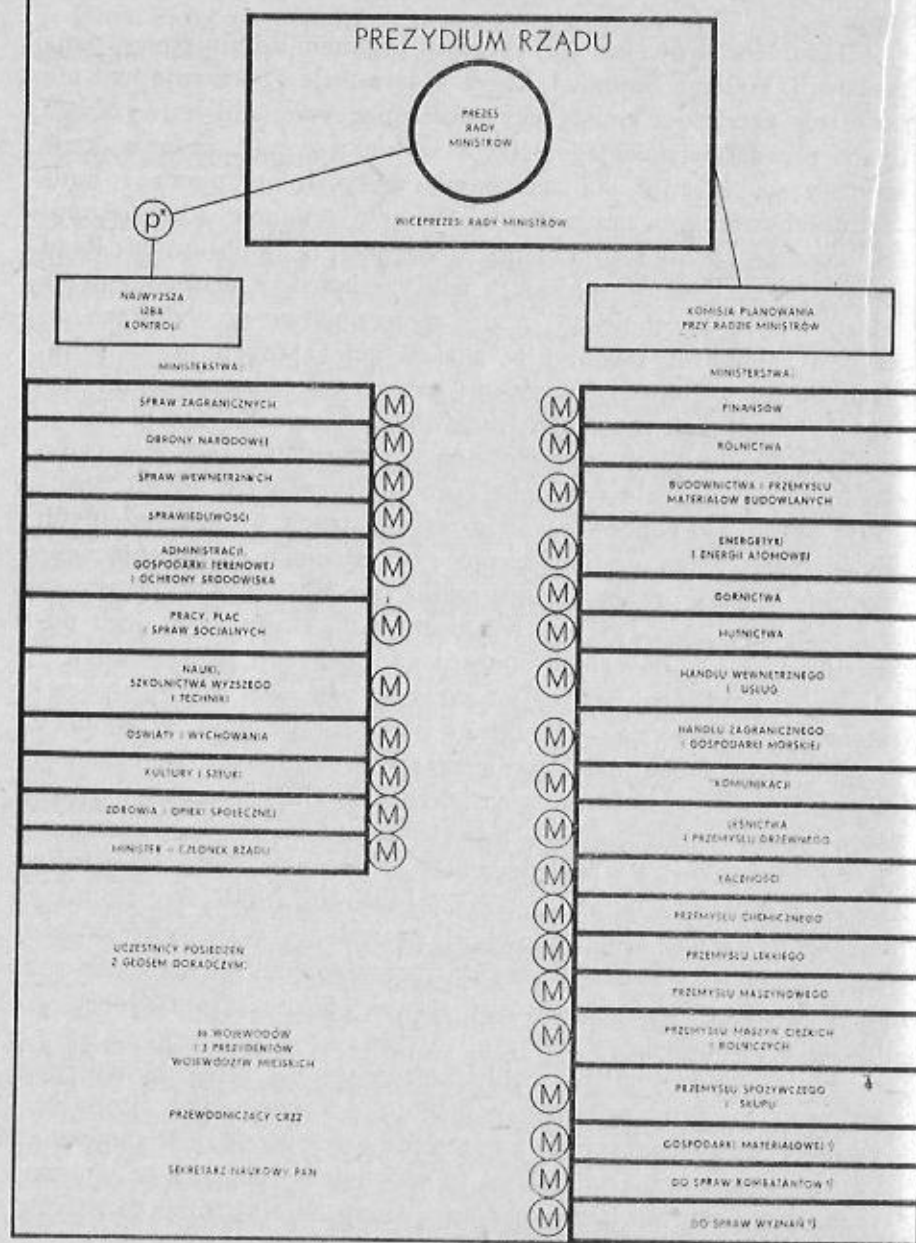 PREZYDIUM RZĄDU
PREZES
RADY
MINISTRÓW
WICEPREZESI RADY MINISTRÓW
P*
NAJWYŻSZA
IZBA
KONTROLI
KOMISJA PLANOWANIA
PRZY RADZIE MINISTRÓW
MINISTERSTWA:
SPRAW ZAGRANICZNYCH
M
OBRONY NARODOWEJ
M
SPRAW WEWNĘTRZNYCH
M
SPRAWIEDLIWOŚCI
M
ADMINISTRACJI,
GOSPODARKI TERENOWEJ
I OCHRONY ŚRODOWISKA
M
PRACY, PŁAC
I SPRAW SOCJALNYCH
M
NAUKI,
SZKOLNICTWA WYŻSZEGO
I TECHNIKI
M
OŚWIATY I WYCHOWANIA
M
KULTURY I SZTUKI
M
ZDROWIA I OPIEKI SPOŁECZNEJ
M
MINISTER — CZŁONEK RZĄDU
M
UCZESTNICY POSIEDZEŃ
Z GŁOSEM DORADCZYM:
WOJEWODÓW
I 3 PREZYDENTÓW
WOJEWÓDZTW MIEJSKICH
PRZEWODNICZĄCY CRZZ
SEKRETARZ NAUKOWY PAN
MINISTERSTWA:
M
FINANSÓW
M
ROLNICTWA
M
BUDOWNICTWA I PRZEMYSŁU
MATERIAŁÓW BUDOWLANYCH
M
ENERGETYKI
I ENERGII ATOMOWEJ
M
GÓRNICTWA
M
HUTNICTWA
M
HANDLU WEWNĘTRZNEGO
I USŁUG
M
HANDLU ZAGRANICZNEGO
I GOSPODARKI MORSKIEJ
M
KOMUNIKACJI
M
LEŚNICTWA
I PRZEMYSŁU DRZEWNEGO
M
ŁĄCZNOŚCI
M
PRZEMYSŁU CHEMICZNEGO
M
PRZEMYSŁU LEKKIEGO
M
PRZEMYSŁU MASZYNOWEGO
M
PRZEMYSŁU MASZYN CIĘŻKICH
I ROLNICZYCH
M
PRZEMYSŁU SPOŻYWCZEGO
I SKUPU
M
GOSPODARKI MATERIAŁOWEJ
M
DO SPRAW KOMBATANTÓW
M
DO SPRAW WYZNAŃ